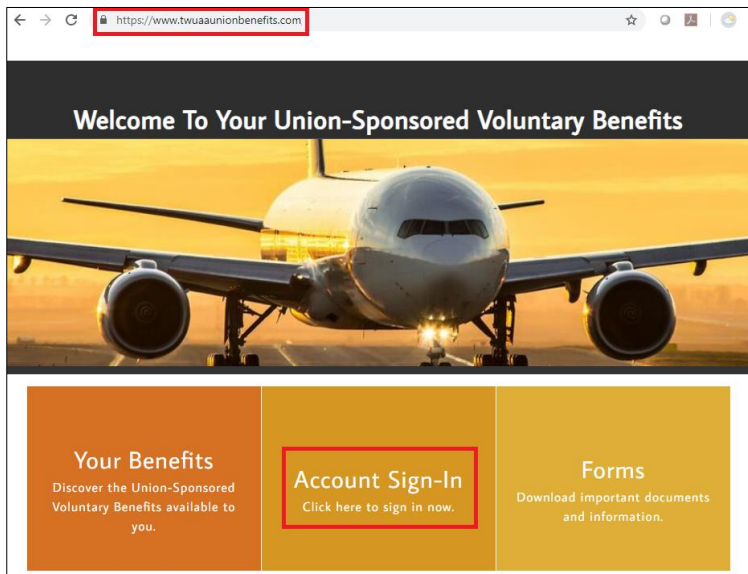 https://www.twuaaunionbenefits.com
Welcome To Your Union-Sponsored Voluntary Benefits
Your Benefits
Discover the Union-Sponsored
Voluntary Benefits available to
you.
Account Sign-In
Click here to sign in now.
Forms
Download important documents
and information.